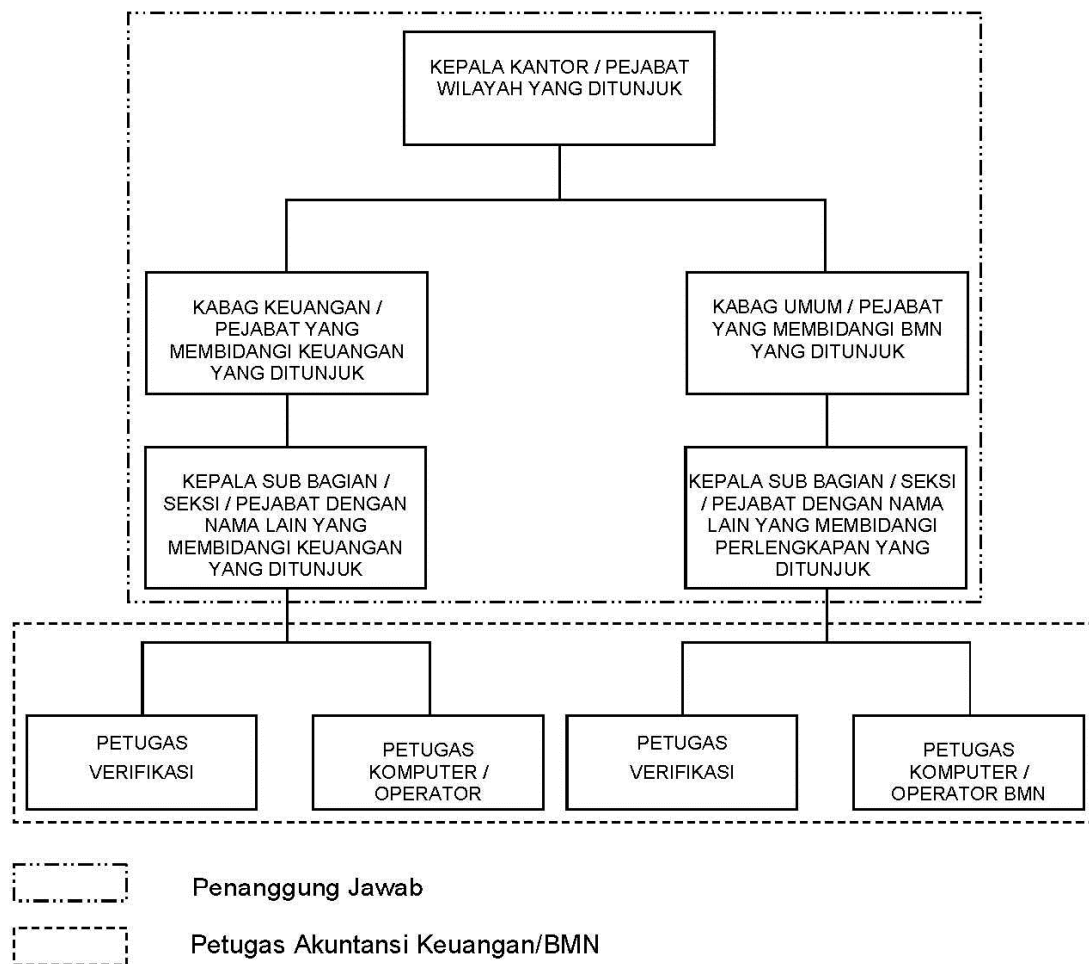 KEPALA KANTOR / PEJABAT
WILAYAH YANG DITUNJUK
KABAG KEUANGAN /
PEJABAT YANG
MEMBIDANGI KEUANGAN
YANG DITUNJUK
KABAG UMUM / PEJABAT
YANG MEMBIDANGI BMN
YANG DITUNJUK
KEPALA SUB BAGIAN /
SEKSI / PEJABAT DENGAN
NAMA LAIN YANG
MEMBIDANGI KEUANGAN
YANG DITUNJUK
KEPALA SUB BAGIAN / SEKSI
/ PEJABAT DENGAN NAMA
LAIN YANG MEMBIDANGI
PERLENGKAPAN YANG
DITUNJUK
PETUGAS
VERIFIKASI
PETUGAS
KOMPUTER /
OPERATOR
PETUGAS
VERIFIKASI
PETUGAS
KOMPUTER /
OPERATOR BMN
Penanggung Jawab
Petugas Akuntansi Keuangan/BMN